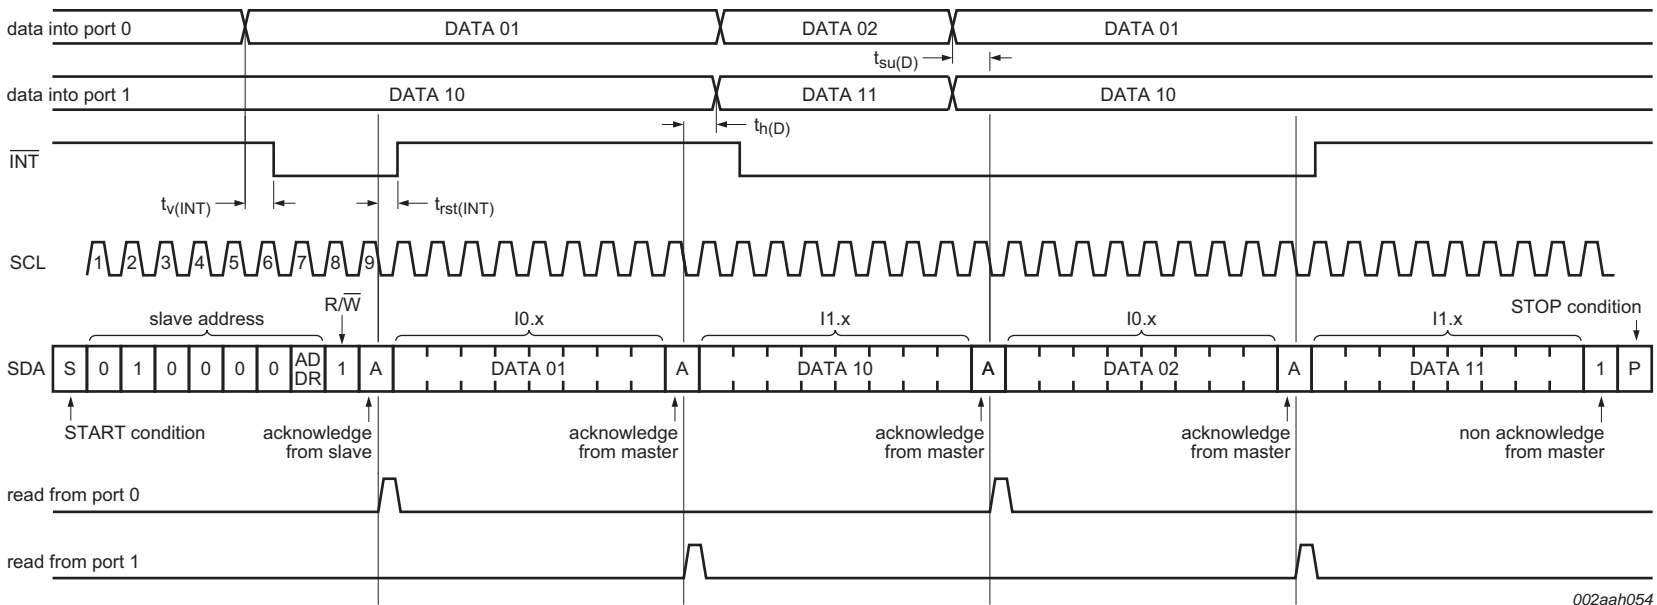 data into port 0 DATA 01 DATA 02 DATA 01
tsu(D)
data into port 1 DATA 10 DATA 11 DATA 10
th(D)
INT
tv(INT) trst(INT)
SCL 1 2 3 4 5 6 7 8 9
R/W STOP condition
slave address I0.x I1.x I0.x I1.x
SDA S 0 1 0 0 0 0 AD DR 1 A DATA 01 A DATA 10 A DATA 02 A DATA 11 1 P
START condition acknowledge from slave acknowledge from master acknowledge from master acknowledge from master non acknowledge from master
read from port 0
read from port 1
002aah054